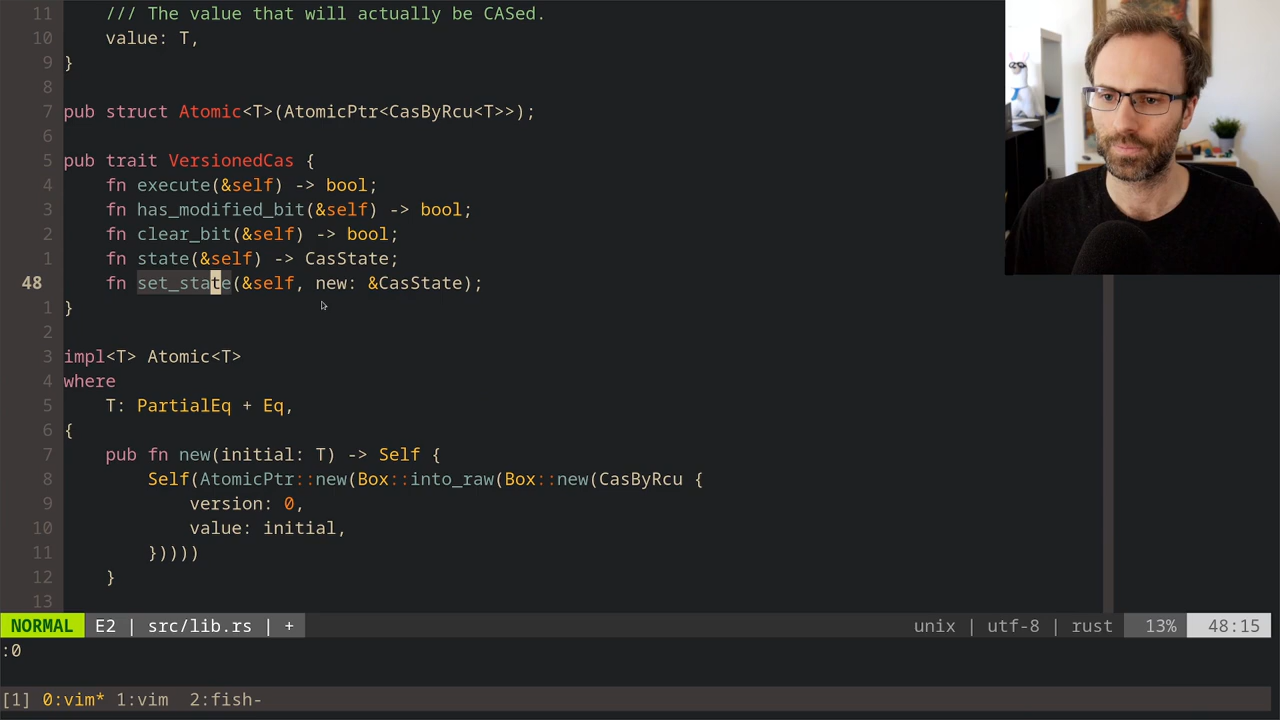 11 /// The value that will actually be CASed.
10 value: T,
9 }
8
7 pub struct Atomic<T>(AtomicPtr<CasByRcu<T>>);
6
5 pub trait VersionedCas {
4 fn execute(&self) -> bool;
3 fn has_modified_bit(&self) -> bool;
2 fn clear_bit(&self) -> bool;
1 fn state(&self) -> CasState;
48 fn set_state(&self, new: &CasState);
1 }
2
3 impl<T> Atomic<T>
4 where
5 T: PartialEq + Eq,
6 {
7 pub fn new(initial: T) -> Self {
8 Self(AtomicPtr::new(Box::into_raw(Box::new(CasByRcu {
9 version: 0,
10 value: initial,
11 }))))
12 }
13
NORMAL E2 | src/lib.rs | + unix | utf-8 | rust 13% 48:15
:0
[1] 0:vim* 1:vim 2:fish-